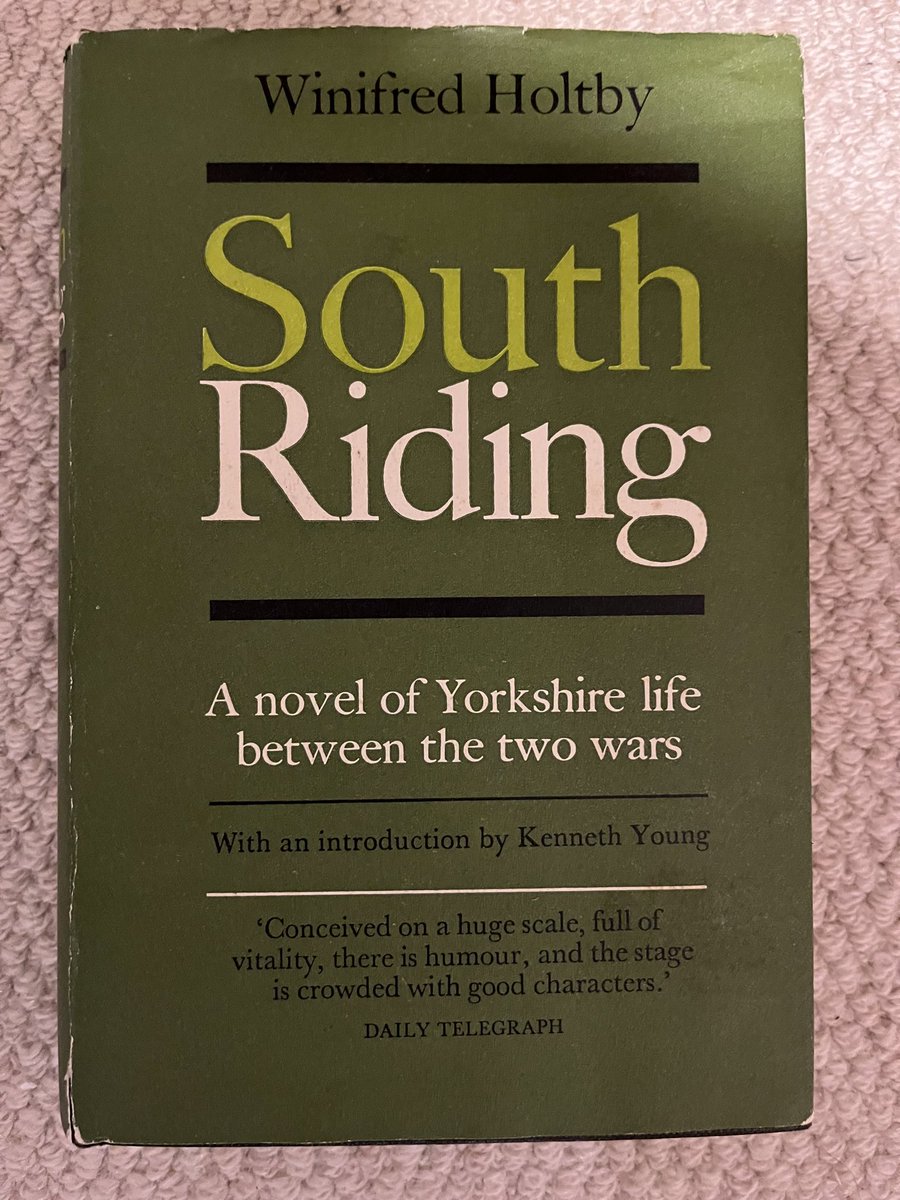 Winifred Holtby
South
Riding
A novel of Yorkshire life
between the two wars
With an introduction by Kenneth Young
‘Conceived on a huge scale, full of
vitality, there is humour, and the stage
is crowded with good characters.’
DAILY TELEGRAPH